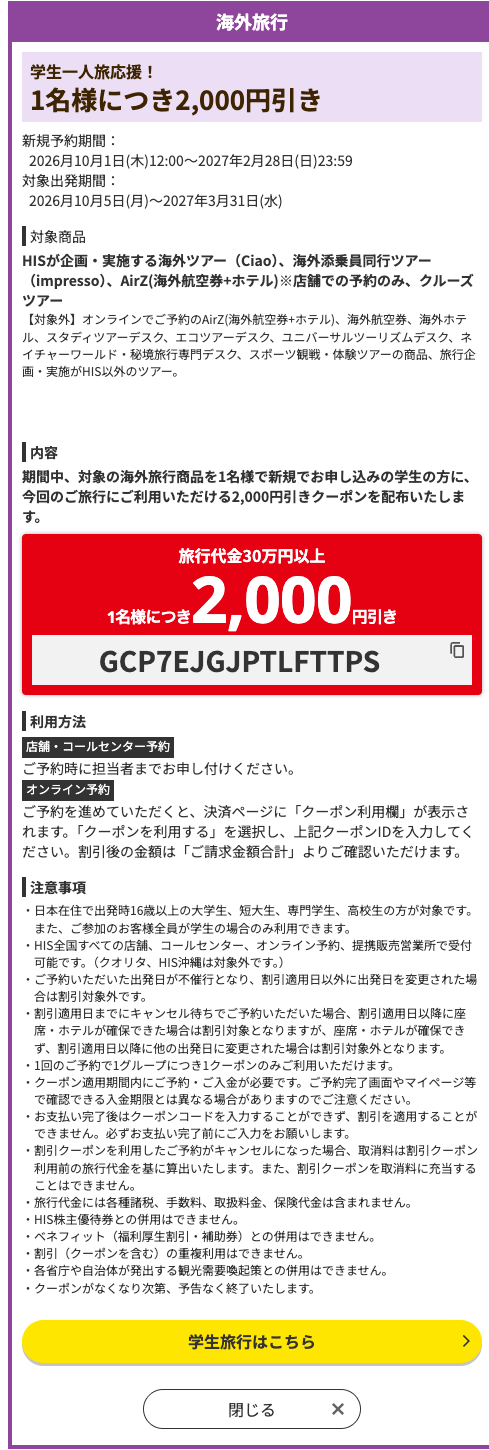 海外旅行
学生一人旅応援！
1名様につき2,000円引き
新規予約期間：
2026月10月1日(木)12:00～2027年2月28日(日)23:59
対象出発期間：
2026月10月5日(月)～2027年3月31日(水)
対象商品
HISが企画・実施する海外ツアー（Ciao）、海外添乗員同行ツアー
（impresso）、AirZ(海外航空券+ホテル)※店舗での予約のみ、クルーズ
ツアー
【対象外】オンラインでご予約のAirZ(海外航空券+ホテル)、海外航空券、海外ホテ
ル、スタディツアーデスク、エコツアーデスク、ユニバーサルツーリズムデスク、ネ
イチャーワールド・秘境旅行専門デスク、スポーツ観戦・体験ツアーの商品、旅行企
画・実施がHIS以外のツアー。
内容
期間中、対象の海外旅行商品を1名様で新規でお申し込みの学生の方に、
今回のご旅行にご利用いただける2,000円引きクーポンを配布いたしま
す。
旅行代金30万円以上
1名様につき2,000円引き
GCP7EJGJPTLFTTPS
利用方法
店舗・コールセンター予約
ご予約時に担当者までお申し付けください。
オンライン予約
ご予約を進めていただくと、決済ページに「クーポン利用欄」が表示さ
れます。「クーポンを利用する」を選択し、上記クーポンIDを入力してく
ださい。割引後の金額は「ご請求金額合計」よりご確認いただけます。
注意事項
・日本在住で出発時16歳以上の大学生、短大生、専門学生、高校生の方が対象です。
また、ご参加のお客様全員が学生の場合のみ利用できます。
・HIS全国すべての店舗、コールセンター、オンライン予約、提携販売営業所で受付
可能です。（クオリタ、HIS沖縄は対象外です。）
・ご予約いただいた出発日が不催行となり、割引適用日以外に出発日を変更された場
合は割引対象外です。
・割引適用日までにキャンセル待ちでご予約いただいた場合、割引適用日以降に座
席・ホテルが確保できた場合は割引対象となりますが、座席・ホテルが確保でき
ず、割引適用日以降に他の出発日に変更された場合は割引対象外となります。
・1回のご予約で1グループにつき1クーポンのみご利用いただけます。
・クーポン適用期間内にご予約・ご入金が必要です。ご予約完了画面やマイページ等
で確認できる入金期限とは異なる場合がありますのでご注意ください。
・お支払い完了後はクーポンコードを入力することができず、割引を適用することが
できません。必ずお支払い完了前にご入力をお願いします。
・割引クーポンを利用したご予約がキャンセルになった場合、取消料は割引クーポン
利用前の旅行代金を基に算出いたします。また、割引クーポンを取消料に充当する
ことはできません。
・旅行代金には各種諸税、手数料、取扱料金、保険代金は含まれません。
・HIS株主優待券との併用はできません。
・ベネフィット（福利厚生割引・補助券）との併用はできません。
・割引（クーポンを含む）の重複利用はできません。
・各省庁や自治体が発出する観光需要喚起策との併用はできません。
・クーポンがなくなり次第、予告なく終了いたします。
学生旅行はこちら
閉じる